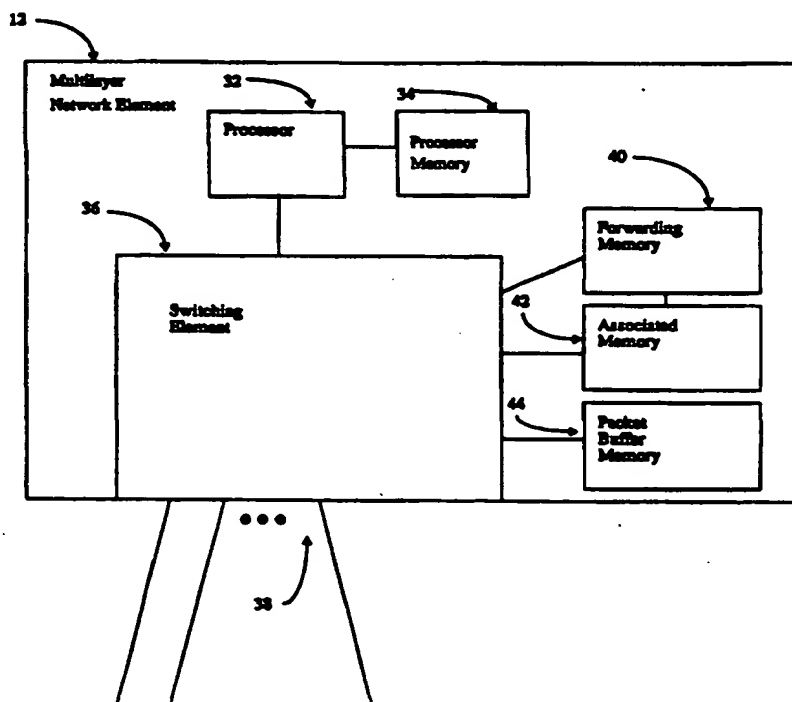 12
Multilayer
Network Element
32
Processor
34
Processor
Memory
36
Switching
Element
40
Forwarding
Memory
42
Associated
Memory
44
Packet
Buffer
Memory
38